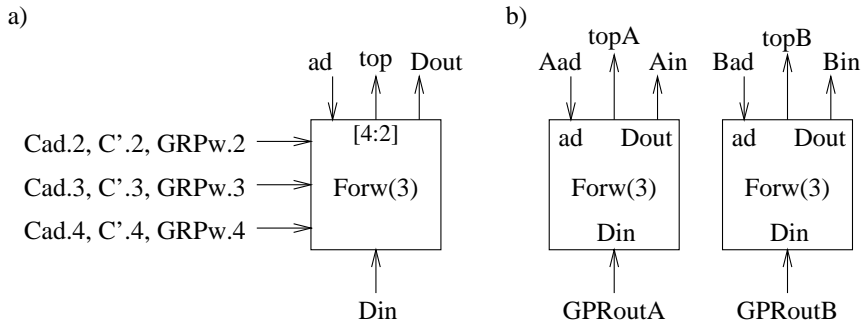 a)
ad top Dout
[4:2]
Cad.2, C'.2, GRPw.2
Cad.3, C'.3, GRPw.3
Forw(3)
Cad.4, C'.4, GRPw.4
Din
b)
topA topB
Aad Ain Bad Bin
ad Dout ad Dout
Forw(3) Forw(3)
Din Din
GPRoutA GPRoutB